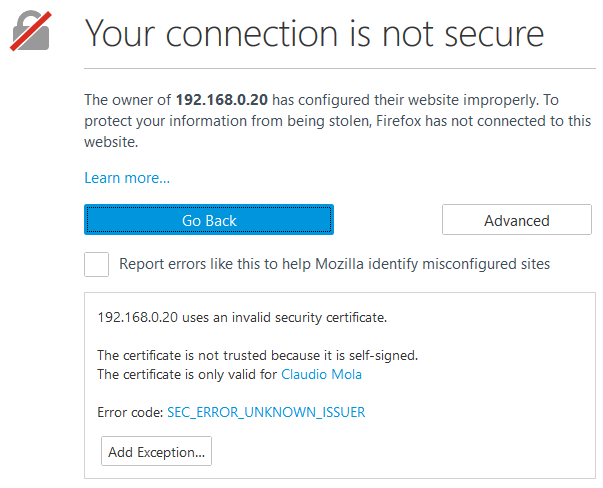 Your connection is not secure
The owner of 192.168.0.20 has configured their website improperly. To
protect your information from being stolen, Firefox has not connected to this
website.
Learn more...
Go Back
Advanced
Report errors like this to help Mozilla identify misconfigured sites
192.168.0.20 uses an invalid security certificate.
The certificate is not trusted because it is self-signed.
The certificate is only valid for Claudio Mola
Error code: SEC_ERROR_UNKNOWN_ISSUER
Add Exception...